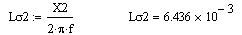 Lσ2 := X2 / (2·π·f)    Lσ2 = 6.436 × 10^-3